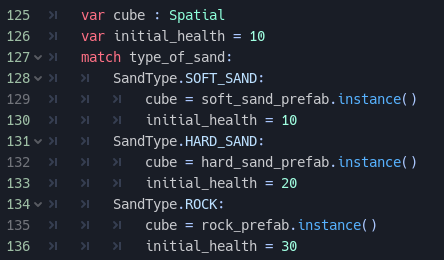 125 var cube : Spatial
126 var initial_health = 10
127 match type_of_sand:
128 SandType.SOFT_SAND:
129 cube = soft_sand_prefab.instance()
130 initial_health = 10
131 SandType.HARD_SAND:
132 cube = hard_sand_prefab.instance()
133 initial_health = 20
134 SandType.ROCK:
135 cube = rock_prefab.instance()
136 initial_health = 30